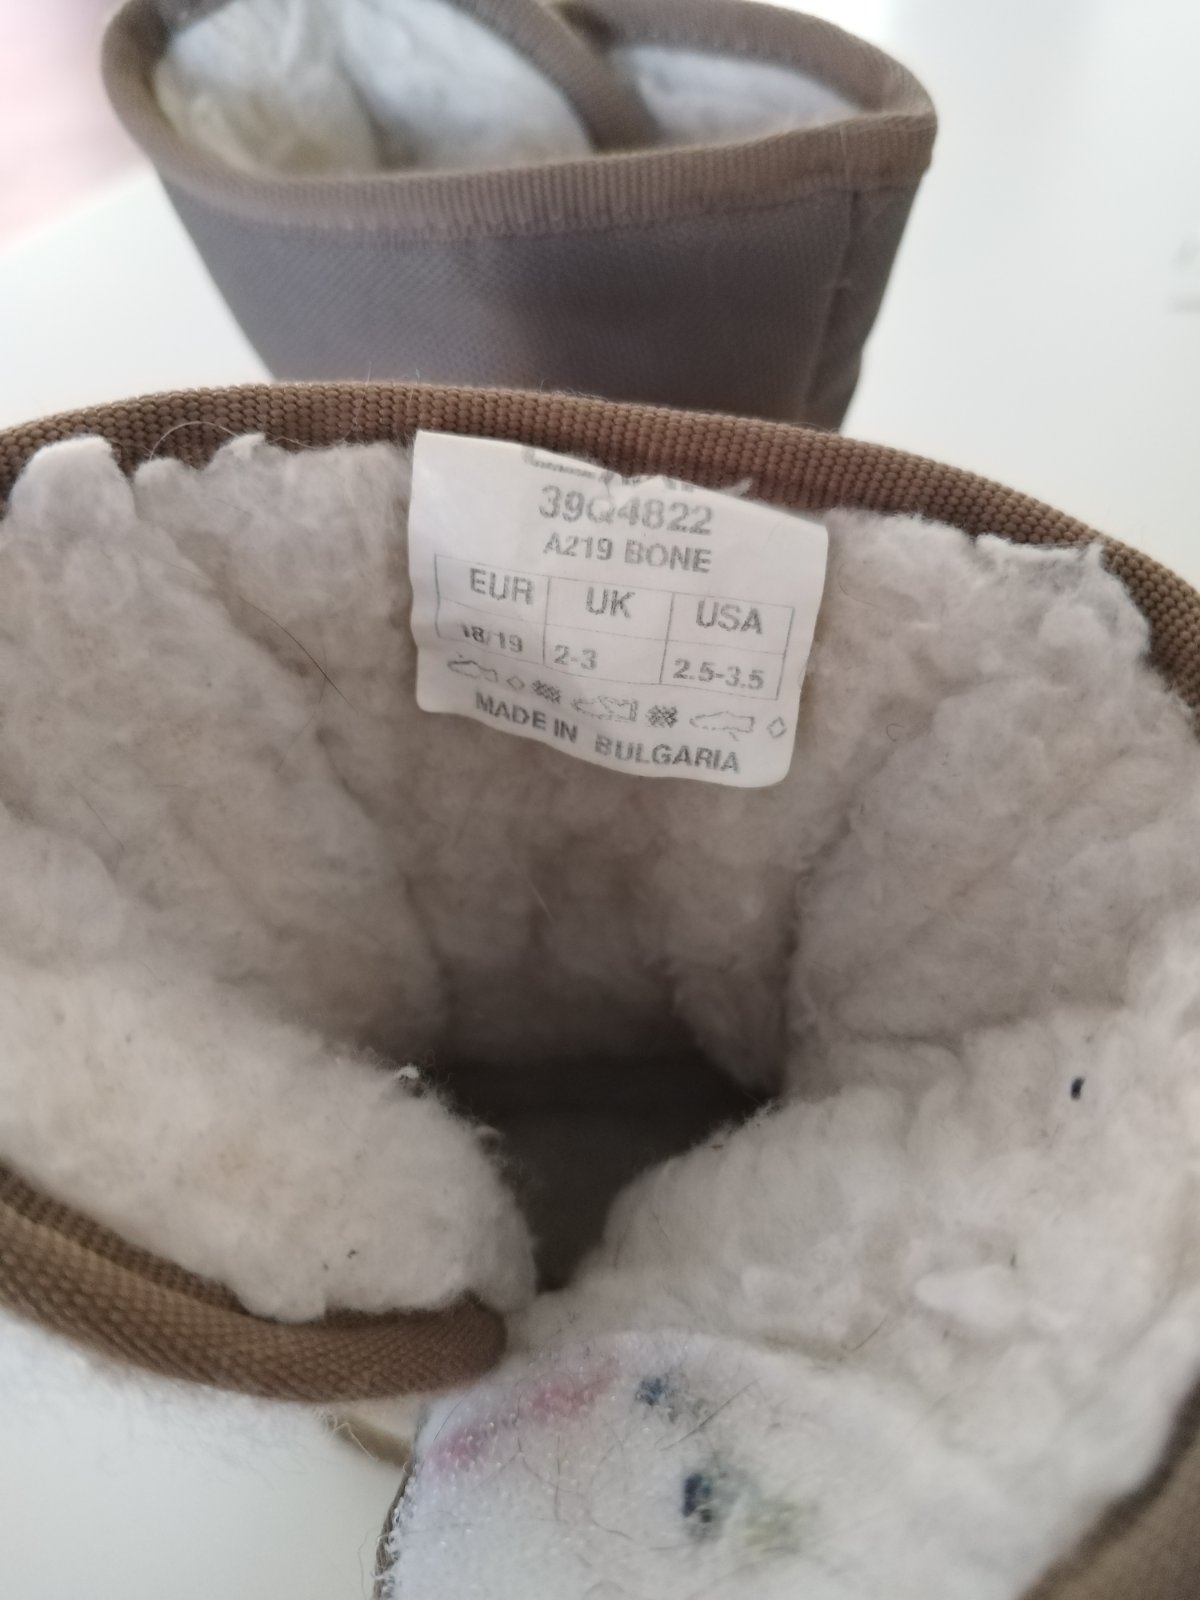 39Q4822
A219 BONE
EUR UK USA
18/19 2-3 2.5-3.5
MADE IN BULGARIA